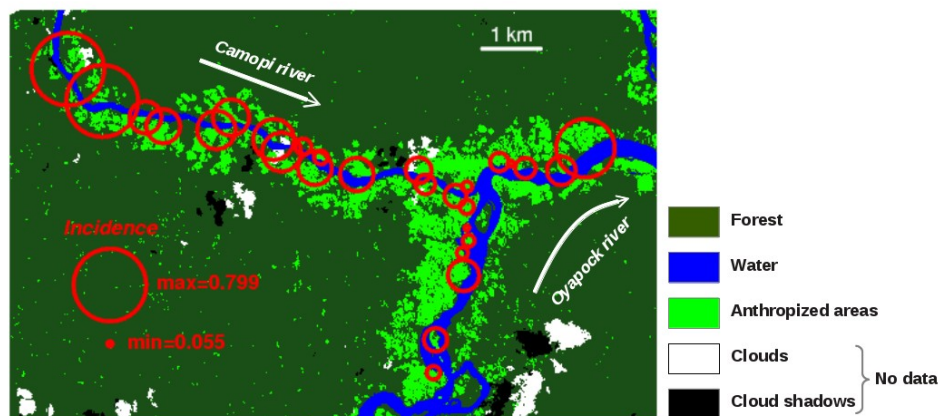 1 km
Camopi river
Incidence
max=0.799
min=0.055
Oyapock river
Forest
Water
Anthropized areas
Clouds
No data
Cloud shadows